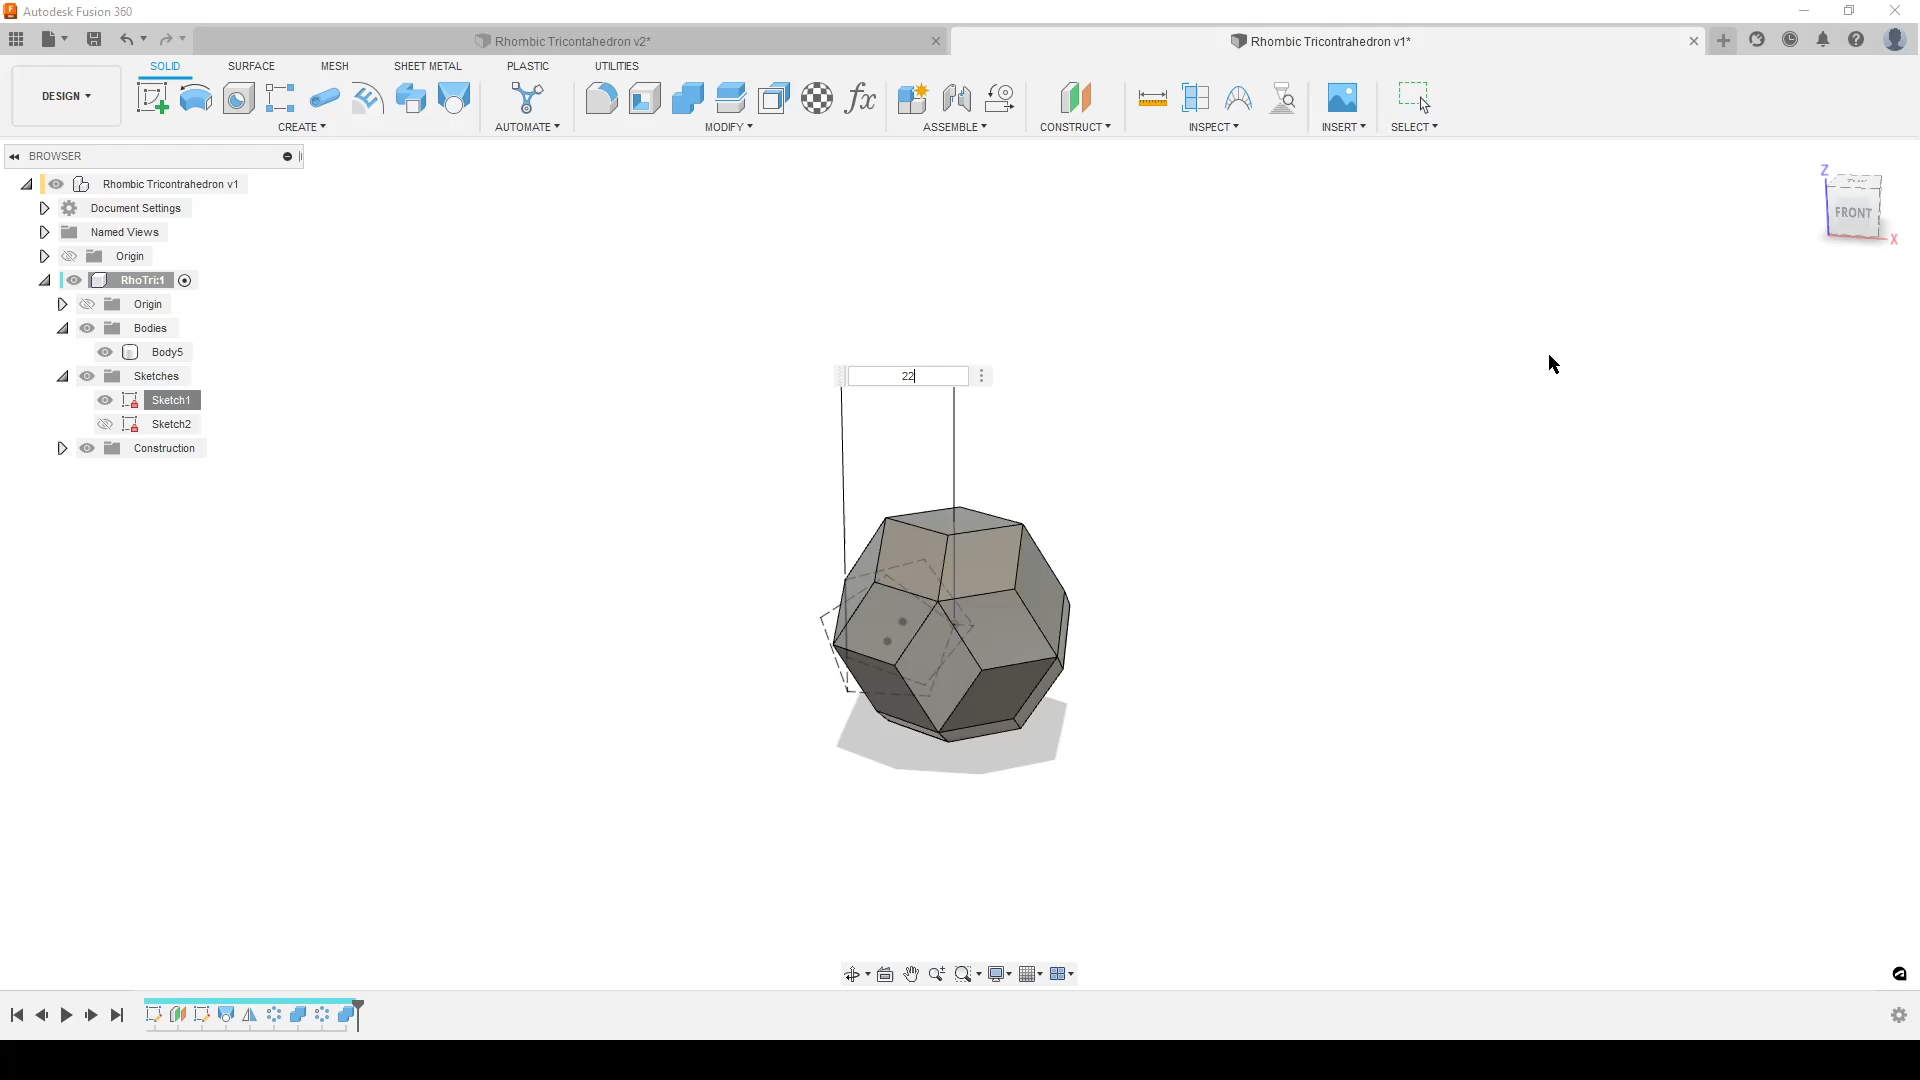 Autodesk Fusion 360
Rhombic Tricontahedron v2*
Rhombic Tricontrahedron v1*
DESIGN
SOLID
SURFACE
MESH
SHEET METAL
PLASTIC
UTILITIES
CREATE
AUTOMATE
MODIFY
ASSEMBLE
CONSTRUCT
INSPECT
INSERT
SELECT
BROWSER
Rhombic Tricontrahedron v1
Document Settings
Named Views
Origin
RhoTri:1
Origin
Bodies
Body5
Sketches
Sketch1
Sketch2
Construction
22
Z
FRONT
X